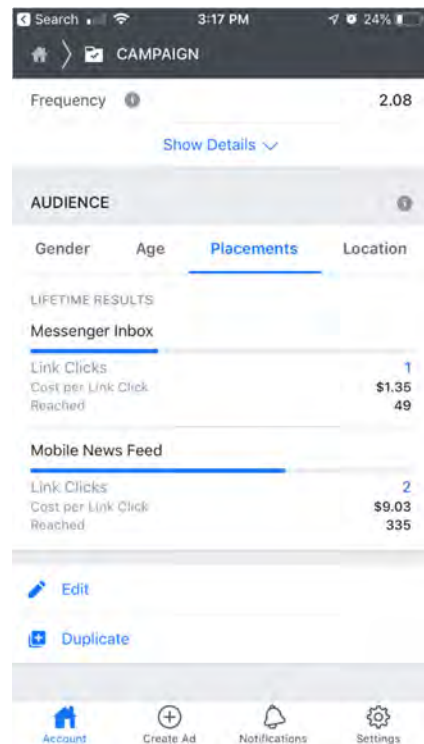 Search 3:17 PM 24%
CAMPAIGN
Frequency 2.08
Show Details
AUDIENCE
Gender Age Placements Location
LIFETIME RESULTS
Messenger Inbox
Link Clicks 1
Cost per Link Click $1.35
Reached 49
Mobile News Feed
Link Clicks 2
Cost per Link Click $9.03
Reached 335
Edit
Duplicate
Account Create Ad Notifications Settings